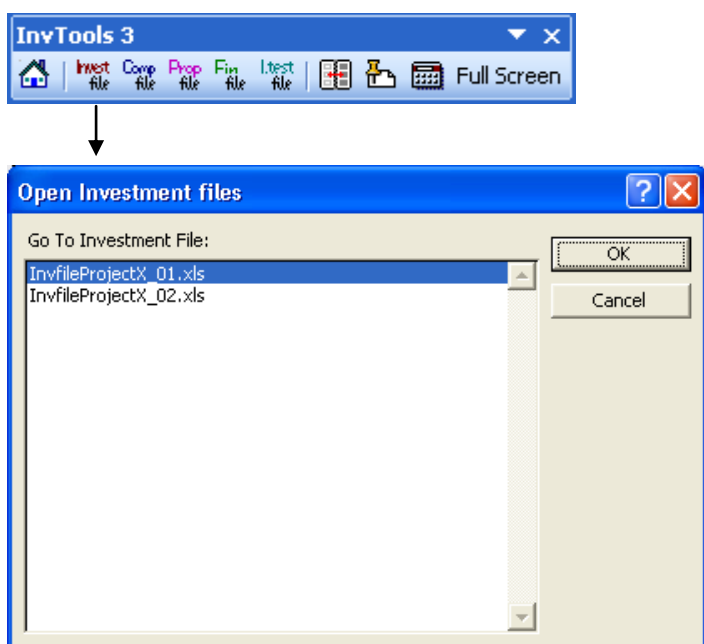 InvTools 3
Invest file Comp file Prop file Fin file I.test file Full Screen
Open Investment files
Go To Investment File:
OK
InvfileProjectX_01.xls
InvfileProjectX_02.xls
Cancel